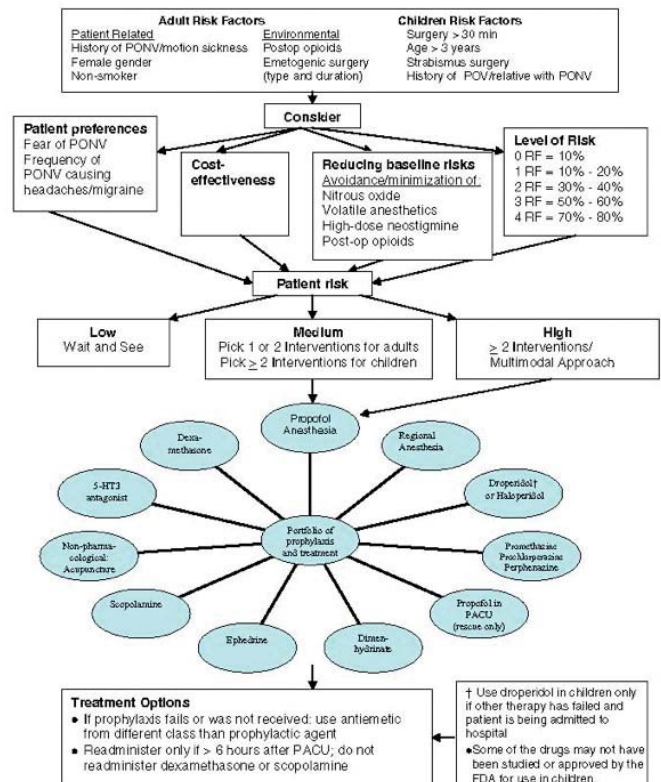 Adult Risk Factors
Patient Related
History of PONV/motion sickness
Female gender
Non-smoker
Environmental
Postop opioids
Emetogenic surgery
(type and duration)
Children Risk Factors
Surgery > 30 min
Age > 3 years
Strabismus surgery
History of POV/relative with PONV
Conskier
Patient preferences
Fear of PONV
Frequency of
PONV causing
headaches/migraine
Cost-
effectiveness
Reducing baseline risks
Avoidance/minimization of:
Nitrous oxide
Volatile anesthetics
High-dose neostigmine
Post-op opioids
Level of Risk
0 RF = 10%
1 RF = 10% - 20%
2 RF = 30% - 40%
3 RF = 50% - 60%
4 RF = 70% - 80%
Patient risk
Low
Wait and See
Medium
Pick 1 or 2 Interventions for adults
Pick ≥ 2 Interventions for children
High
≥ 2 Interventions/
Multimodal Approach
Propofol
Anesthesia
Dexa-
methasone
Regional
Anesthesia
5-HT3
antagonist
Droperidol†
or Haloperidol
Portfolio of
prophylaxis
and treatment
Non-pharma-
cological:
Acupuncture
Promethazine
Prochlorperazine
Perphenazine
Scopolamine
Propofol in
PACU
(rescue only)
Ephedrine
Dimen-
hydrinate
Treatment Options
• If prophylaxis fails or was not received: use antiemetic
from different class than prophylactic agent
• Readminister only if > 6 hours after PACU; do not
readminister dexamethasone or scopolamine
† Use droperidol in children only
if other therapy has failed and
patient is being admitted to
hospital
•Some of the drugs may not have
been studied or approved by the
FDA for use in children.